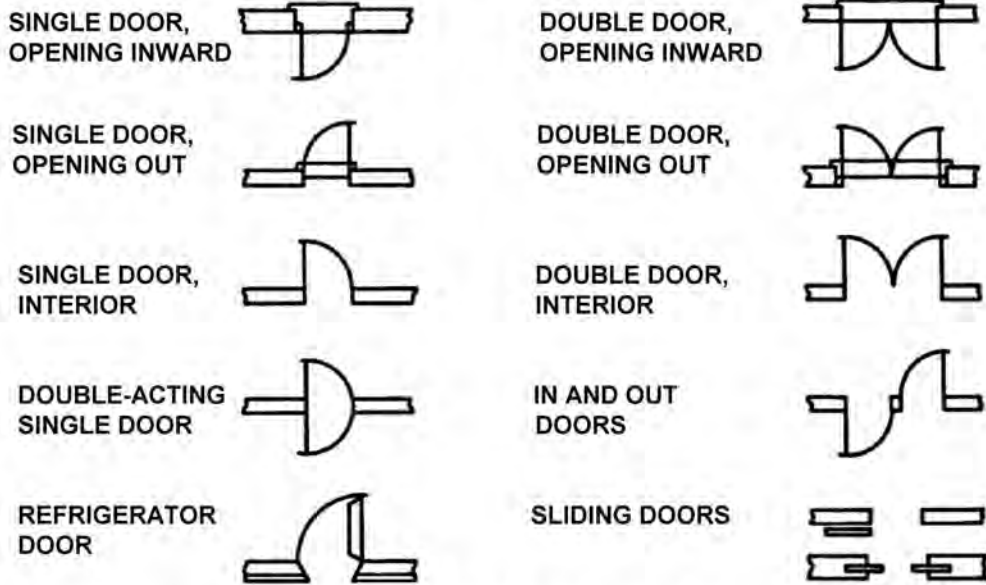 SINGLE DOOR,
OPENING INWARD
DOUBLE DOOR,
OPENING INWARD
SINGLE DOOR,
OPENING OUT
DOUBLE DOOR,
OPENING OUT
SINGLE DOOR,
INTERIOR
DOUBLE DOOR,
INTERIOR
DOUBLE-ACTING
SINGLE DOOR
IN AND OUT
DOORS
REFRIGERATOR
DOOR
SLIDING DOORS